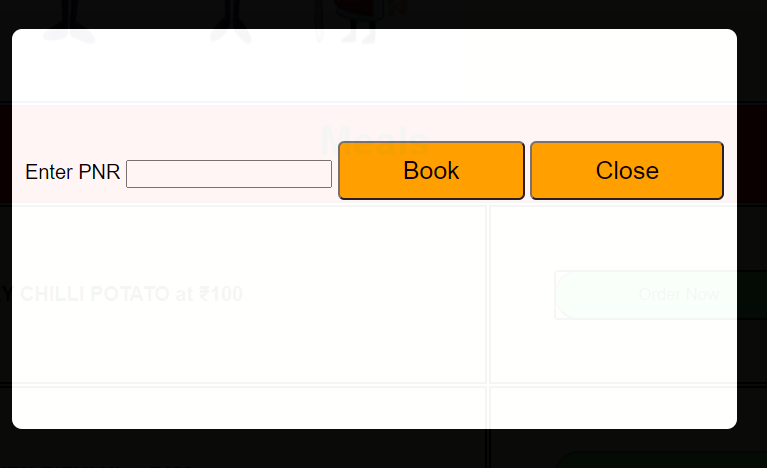 Meals
Enter PNR Book Close
Y CHILLI POTATO at ₹100
Order Now